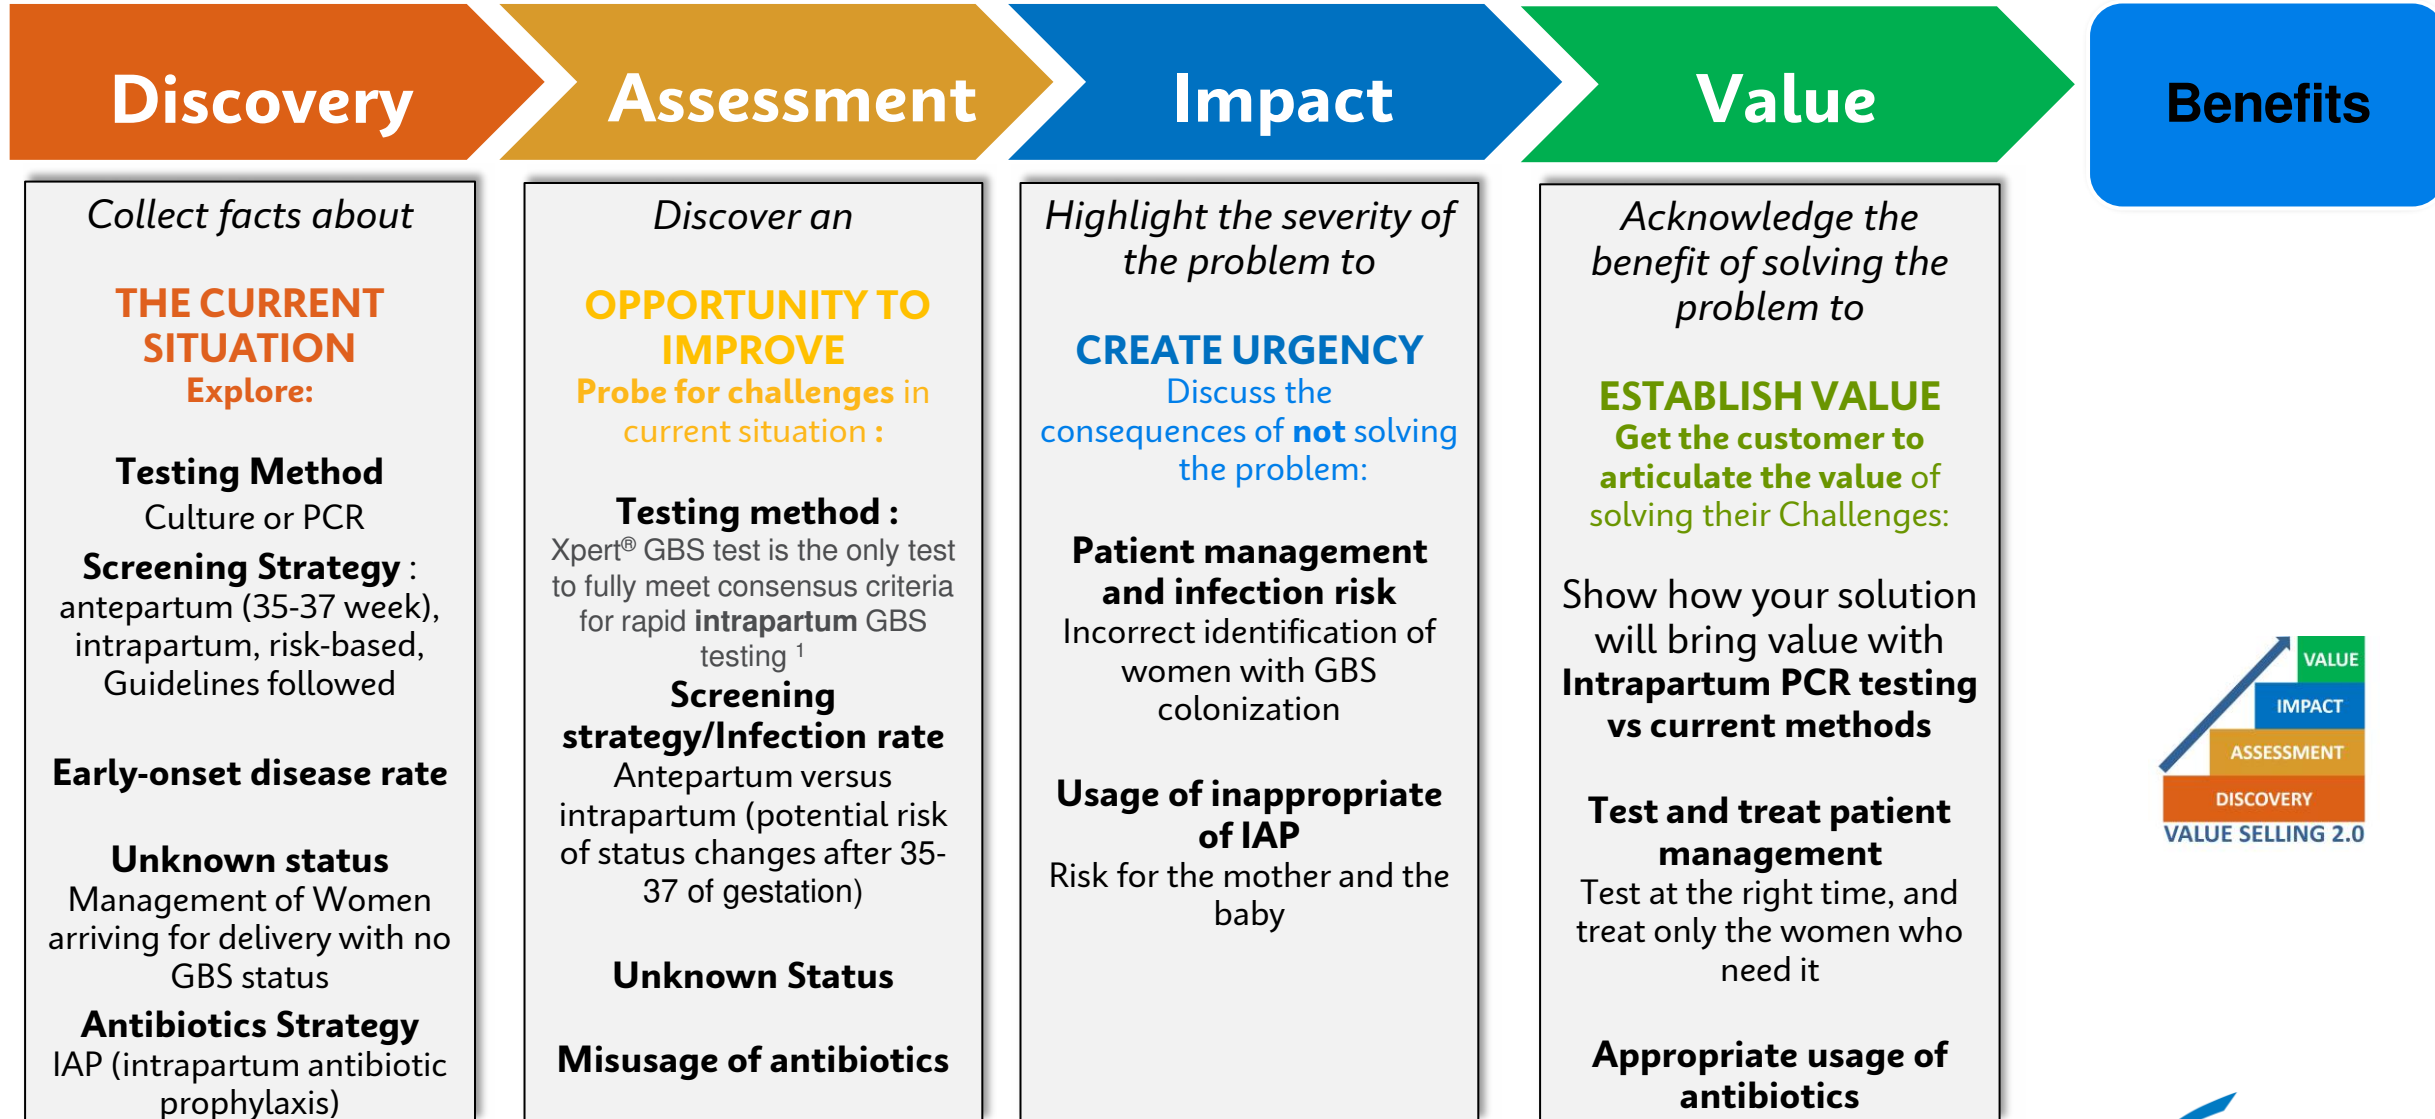 Discovery
Assessment
Impact
Value
Benefits
Collect facts about
THE CURRENT
SITUATION
Explore:
Testing Method
Culture or PCR
Screening Strategy :
antepartum (35-37 week),
intrapartum, risk-based,
Guidelines followed
Early-onset disease rate
Unknown status
Management of Women
arriving for delivery with no
GBS status
Antibiotics Strategy
IAP (intrapartum antibiotic
prophylaxis)
Discover an
OPPORTUNITY TO
IMPROVE
Probe for challenges in
current situation :
Testing method :
Xpert® GBS test is the only test
to fully meet consensus criteria
for rapid intrapartum GBS
testing ¹
Screening
strategy/Infection rate
Antepartum versus
intrapartum (potential risk
of status changes after 35-
37 of gestation)
Unknown Status
Misusage of antibiotics
Highlight the severity of
the problem to
CREATE URGENCY
Discuss the
consequences of not solving
the problem:
Patient management
and infection risk
Incorrect identification of
women with GBS
colonization
Usage of inappropriate
of IAP
Risk for the mother and the
baby
Acknowledge the
benefit of solving the
problem to
ESTABLISH VALUE
Get the customer to
articulate the value of
solving their Challenges:
Show how your solution
will bring value with
Intrapartum PCR testing
vs current methods
Test and treat patient
management
Test at the right time, and
treat only the women who
need it
Appropriate usage of
antibiotics
VALUE
IMPACT
ASSESSMENT
DISCOVERY
VALUE SELLING 2.0